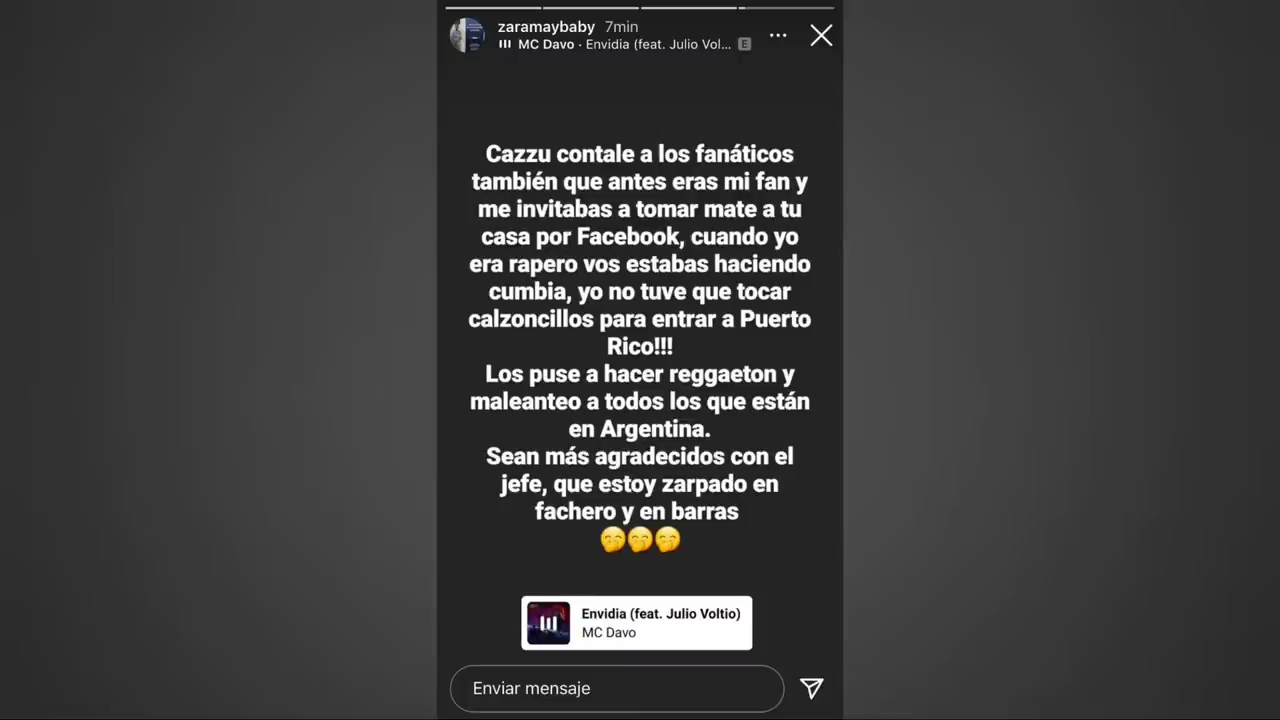 zaramaybaby 7min
MC Davo · Envidia (feat. Julio Vol... E
Cazzu contale a los fanáticos
también que antes eras mi fan y
me invitabas a tomar mate a tu
casa por Facebook, cuando yo
era rapero vos estabas haciendo
cumbia, yo no tuve que tocar
calzoncillos para entrar a Puerto
Rico!!!
Los puse a hacer reggaeton y
maleanteo a todos los que están
en Argentina.
Sean más agradecidos con el
jefe, que estoy zarpado en
fachero y en barras
🤭🤭🤭
Envidia (feat. Julio Voltio)
MC Davo
Enviar mensaje